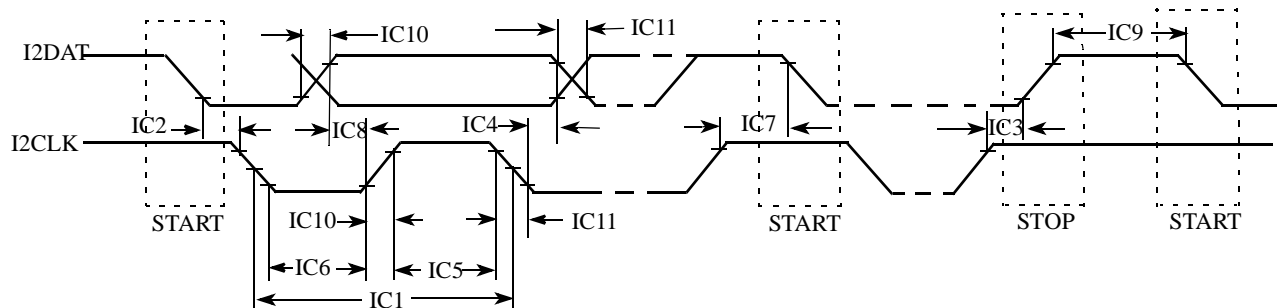 I2DAT
IC10
IC11
IC9
IC2
IC8
IC4
IC7
IC3
I2CLK
START
IC10
IC11
START
STOP
START
IC6
IC5
IC1